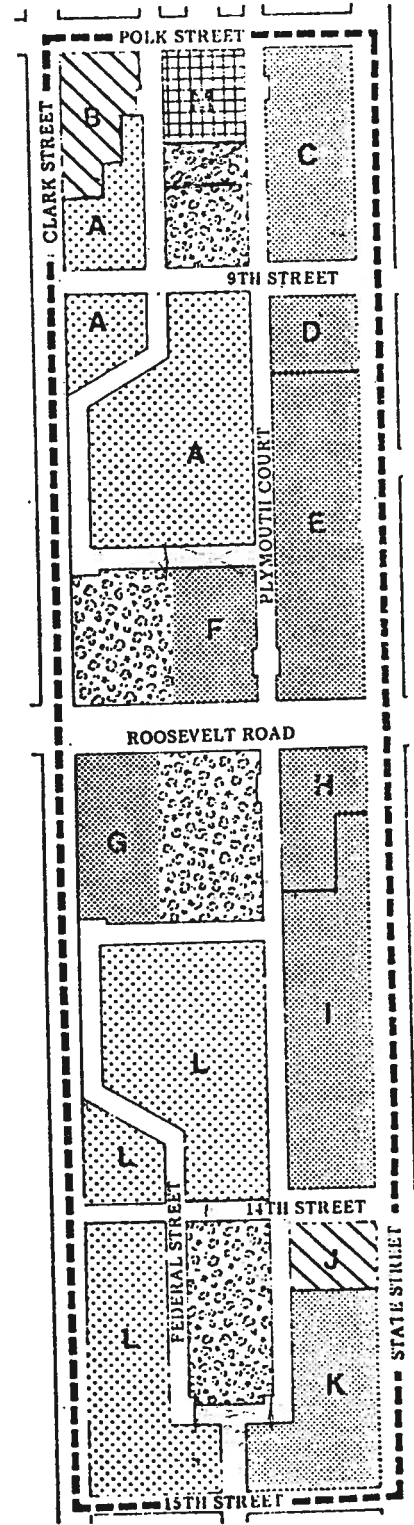 POLK STREET
CLARK STREET
B
M
C
A
9TH STREET
A
D
A
PLYMOUTH COURT
E
F
ROOSEVELT ROAD
H
G
I
L
L
14TH STREET
FEDERAL STREET
J
STATE STREET
L
K
15TH STREET